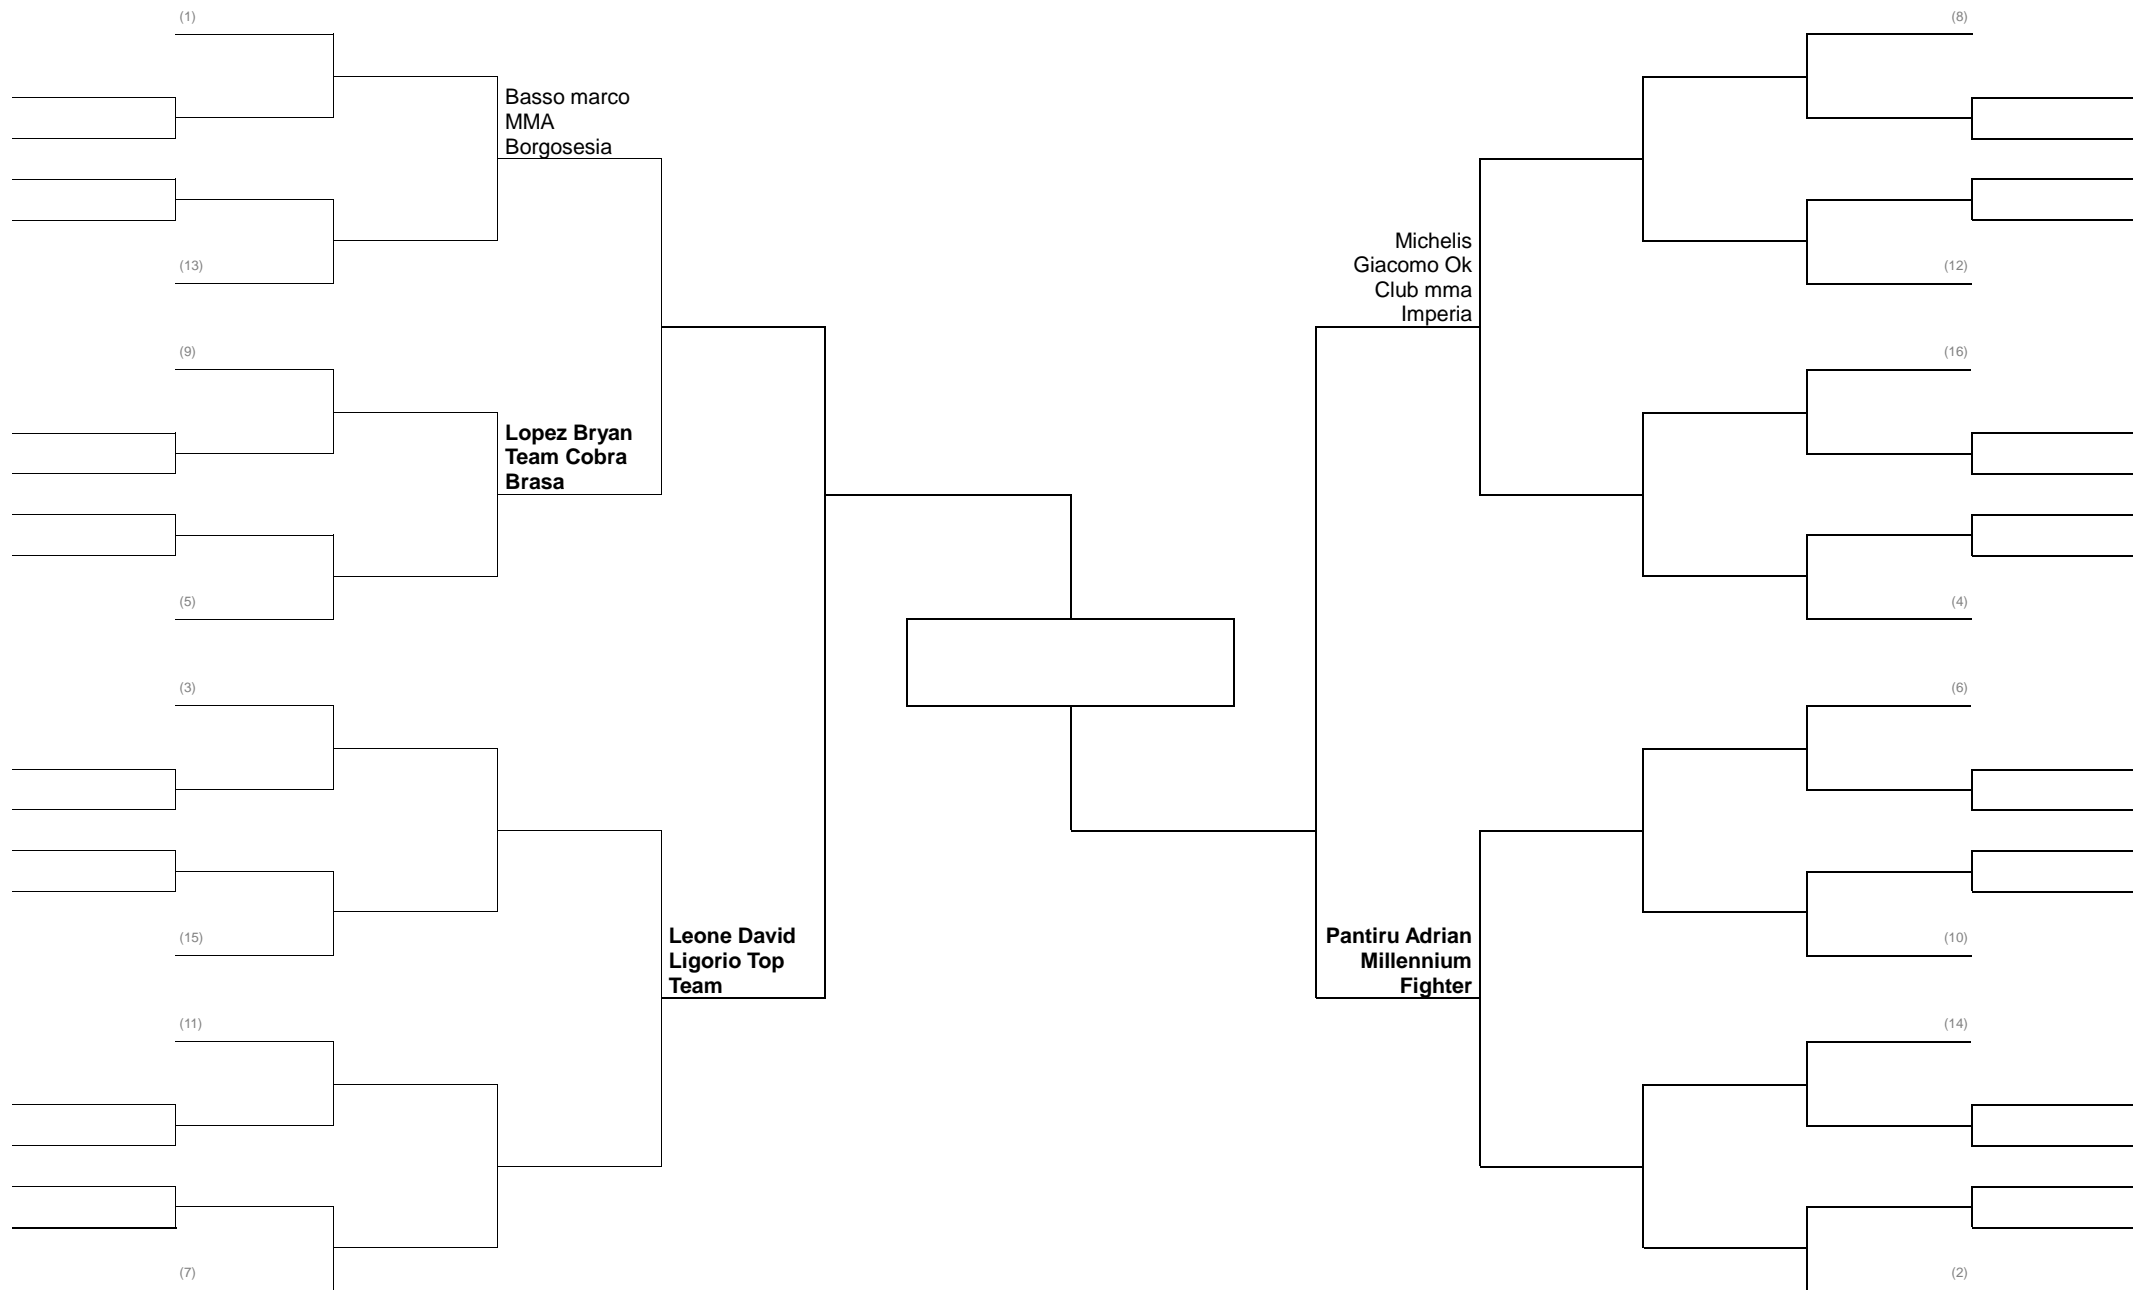 (1)
(8)
Basso marco
MMA
Borgosesia
Michelis
Giacomo Ok
Club mma
Imperia
(13)
(12)
(9)
(16)
Lopez Bryan
Team Cobra
Brasa
(5)
(4)
(3)
(6)
Leone David
Ligorio Top
Team
Pantiru Adrian
Millennium
Fighter
(15)
(10)
(11)
(14)
(7)
(2)